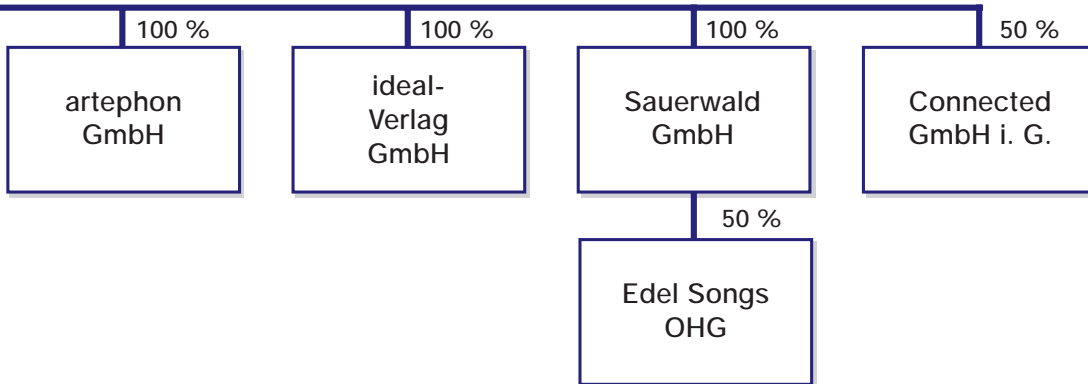 100 %
100 %
100 %
50 %
artephon
GmbH
ideal-
Verlag
GmbH
Sauerwald
GmbH
Connected
GmbH i. G.
50 %
Edel Songs
OHG